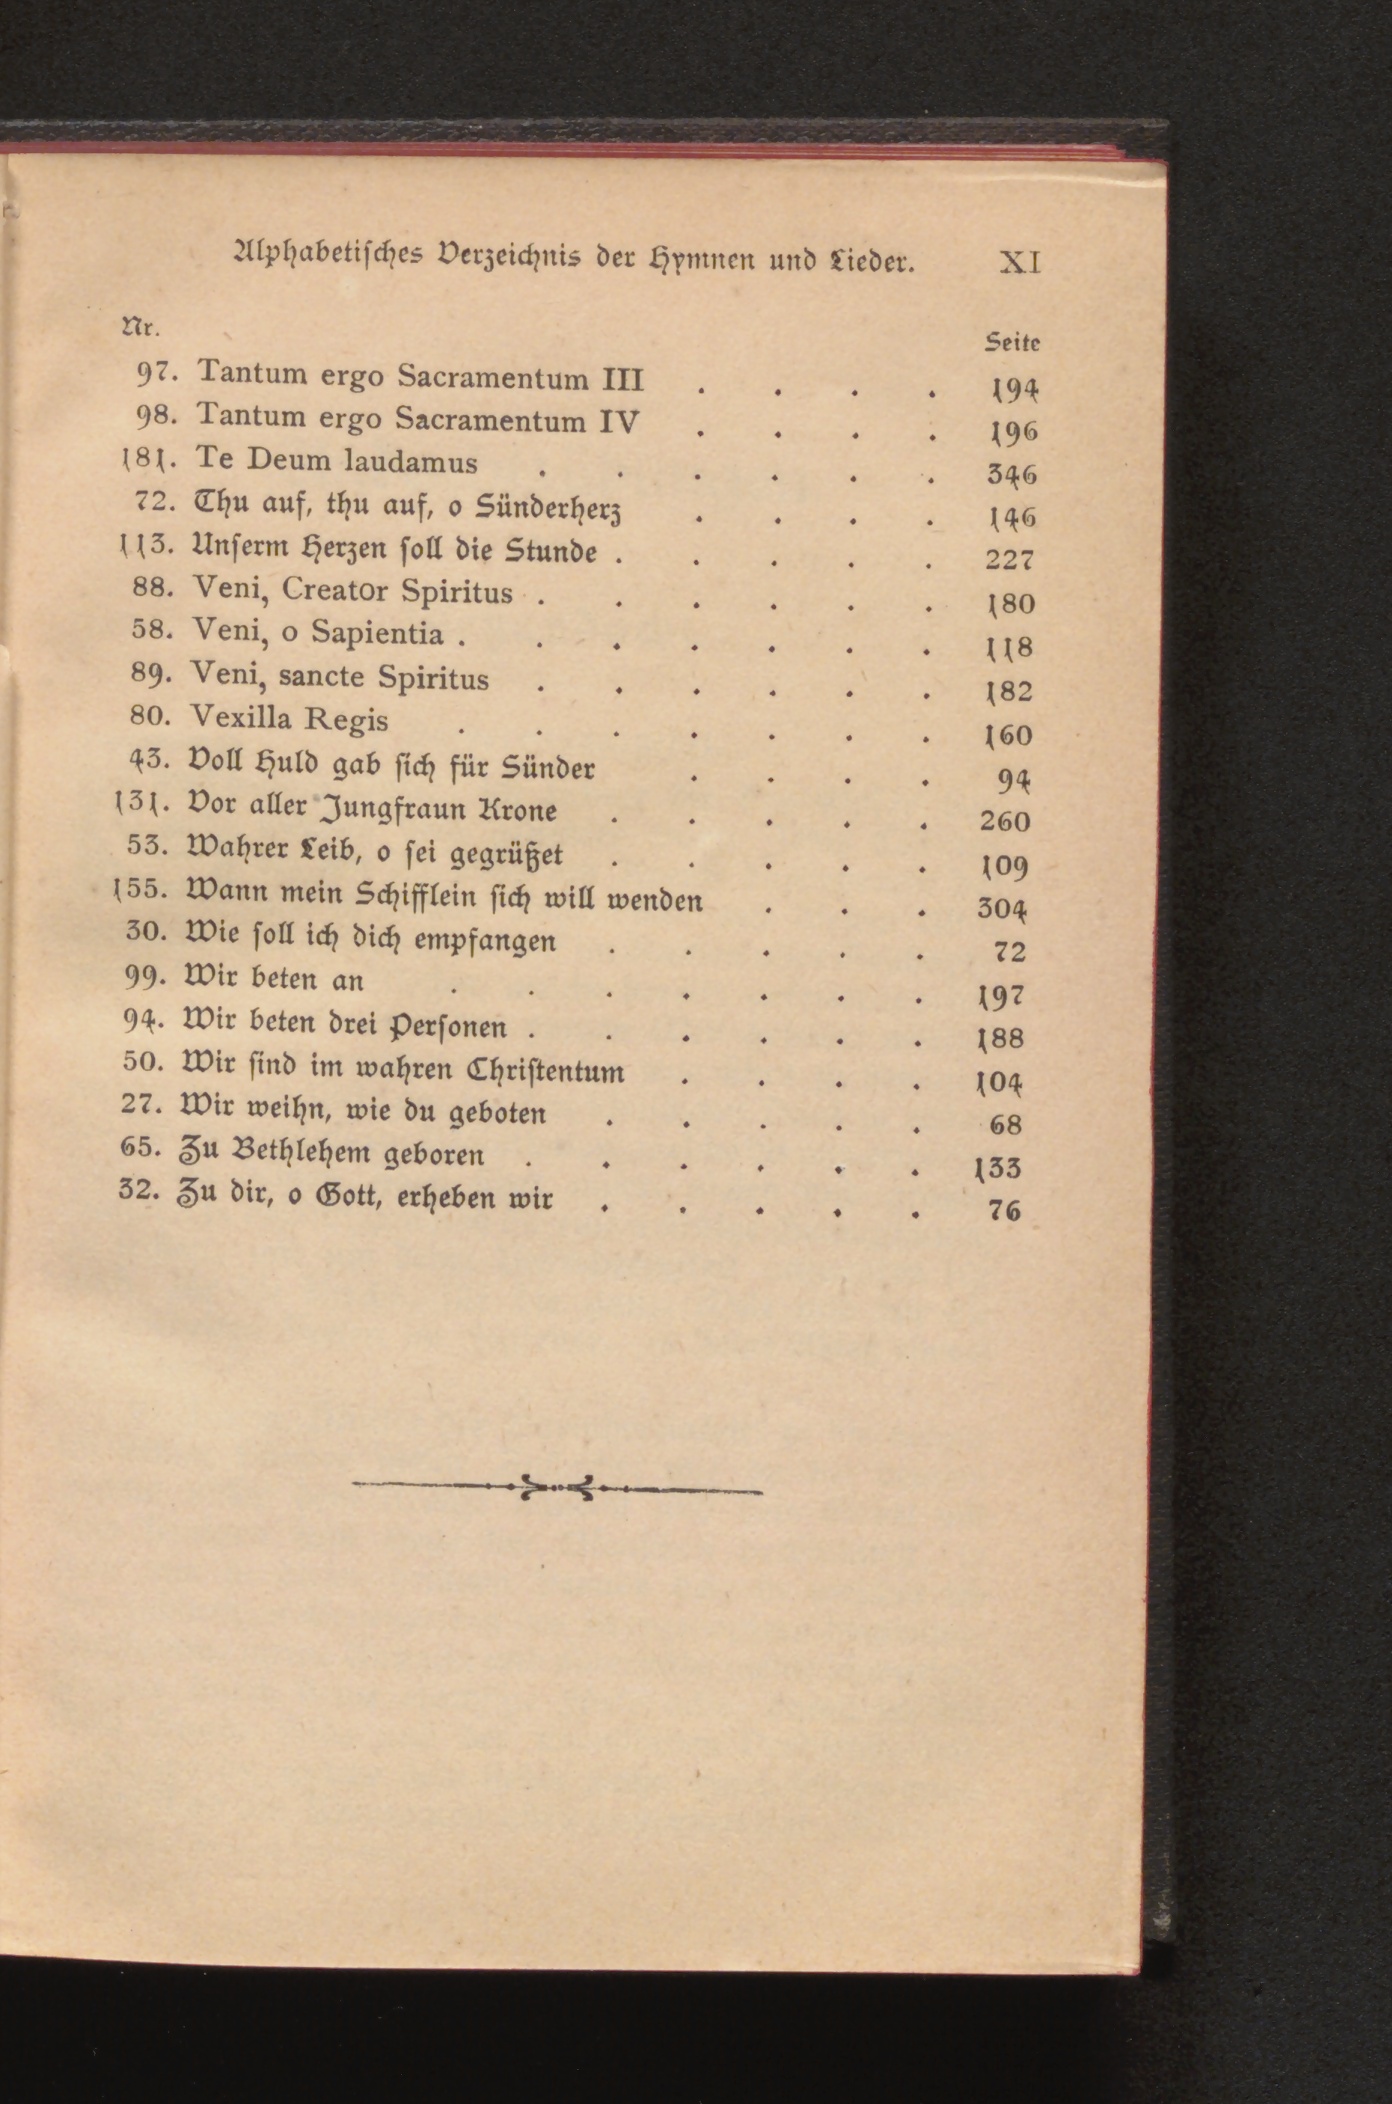 Alphabetisches Verzeichnis der Hymnen und Lieder. XI
Nr. Seite
97. Tantum ergo Sacramentum III . . . . 194
98. Tantum ergo Sacramentum IV . . . . 196
181. Te Deum laudamus . . . . . . 346
72. Thu auf, thu auf, o Sünderherz . . . . 146
113. Unserm Herzen soll die Stunde . . . . . 227
88. Veni, Creator Spiritus . . . . . . 180
58. Veni, o Sapientia . . . . . . . 118
89. Veni, sancte Spiritus . . . . . . 182
80. Vexilla Regis . . . . . . . 160
43. Voll Huld gab sich für Sünder . . . . 94
131. Vor aller Jungfraun Krone . . . . . 260
53. Wahrer Leib, o sei gegrüßet . . . . . 109
155. Wann mein Schifflein sich will wenden . . . 304
30. Wie soll ich dich empfangen . . . . . 72
99. Wir beten an . . . . . . . 197
94. Wir beten drei Personen . . . . . . 188
50. Wir sind im wahren Christentum . . . . 104
27. Wir weihn, wie du geboten . . . . . 68
65. Zu Bethlehem geboren . . . . . . 133
32. Zu dir, o Gott, erheben wir . . . . . 76